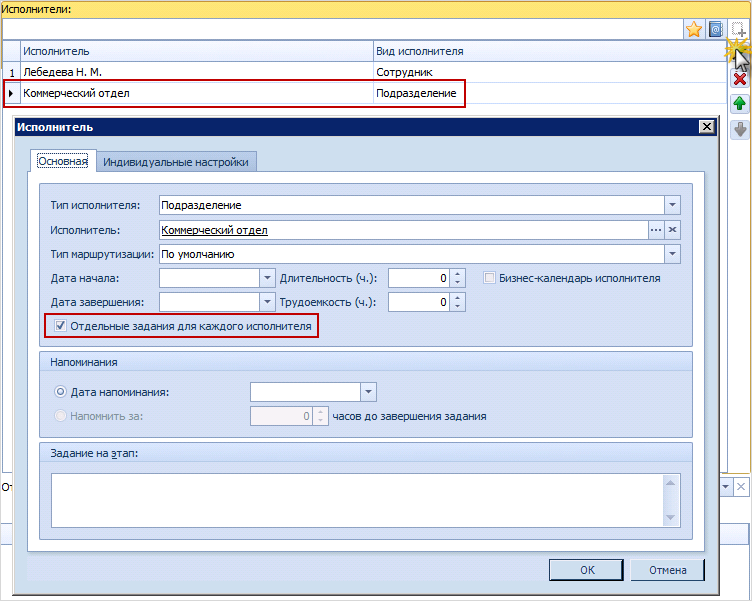 Исполнители:
Исполнитель Вид исполнителя
1 Лебедева Н. М. Сотрудник
Коммерческий отдел Подразделение
Исполнитель
Основная Индивидуальные настройки
Тип исполнителя: Подразделение
Исполнитель: Коммерческий отдел
Тип маршрутизации: По умолчанию
Дата начала: Длительность (ч.): 0 Бизнес-календарь исполнителя
Дата завершения: Трудоемкость (ч.): 0
Отдельные задания для каждого исполнителя
Напоминания
Дата напоминания:
Напомнить за: 0 часов до завершения задания
Задание на этап:
ОК Отмена